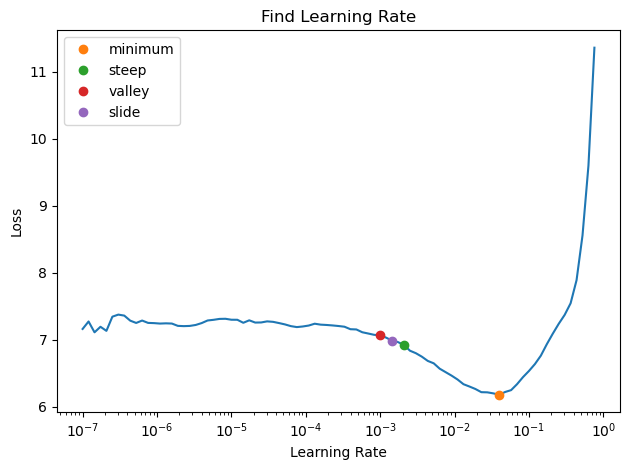 Find Learning Rate
minimum
steep
valley
slide
11
10
9
8
7
6
Loss
10⁻⁷
10⁻⁶
10⁻⁵
10⁻⁴
10⁻³
10⁻²
10⁻¹
10⁰
Learning Rate